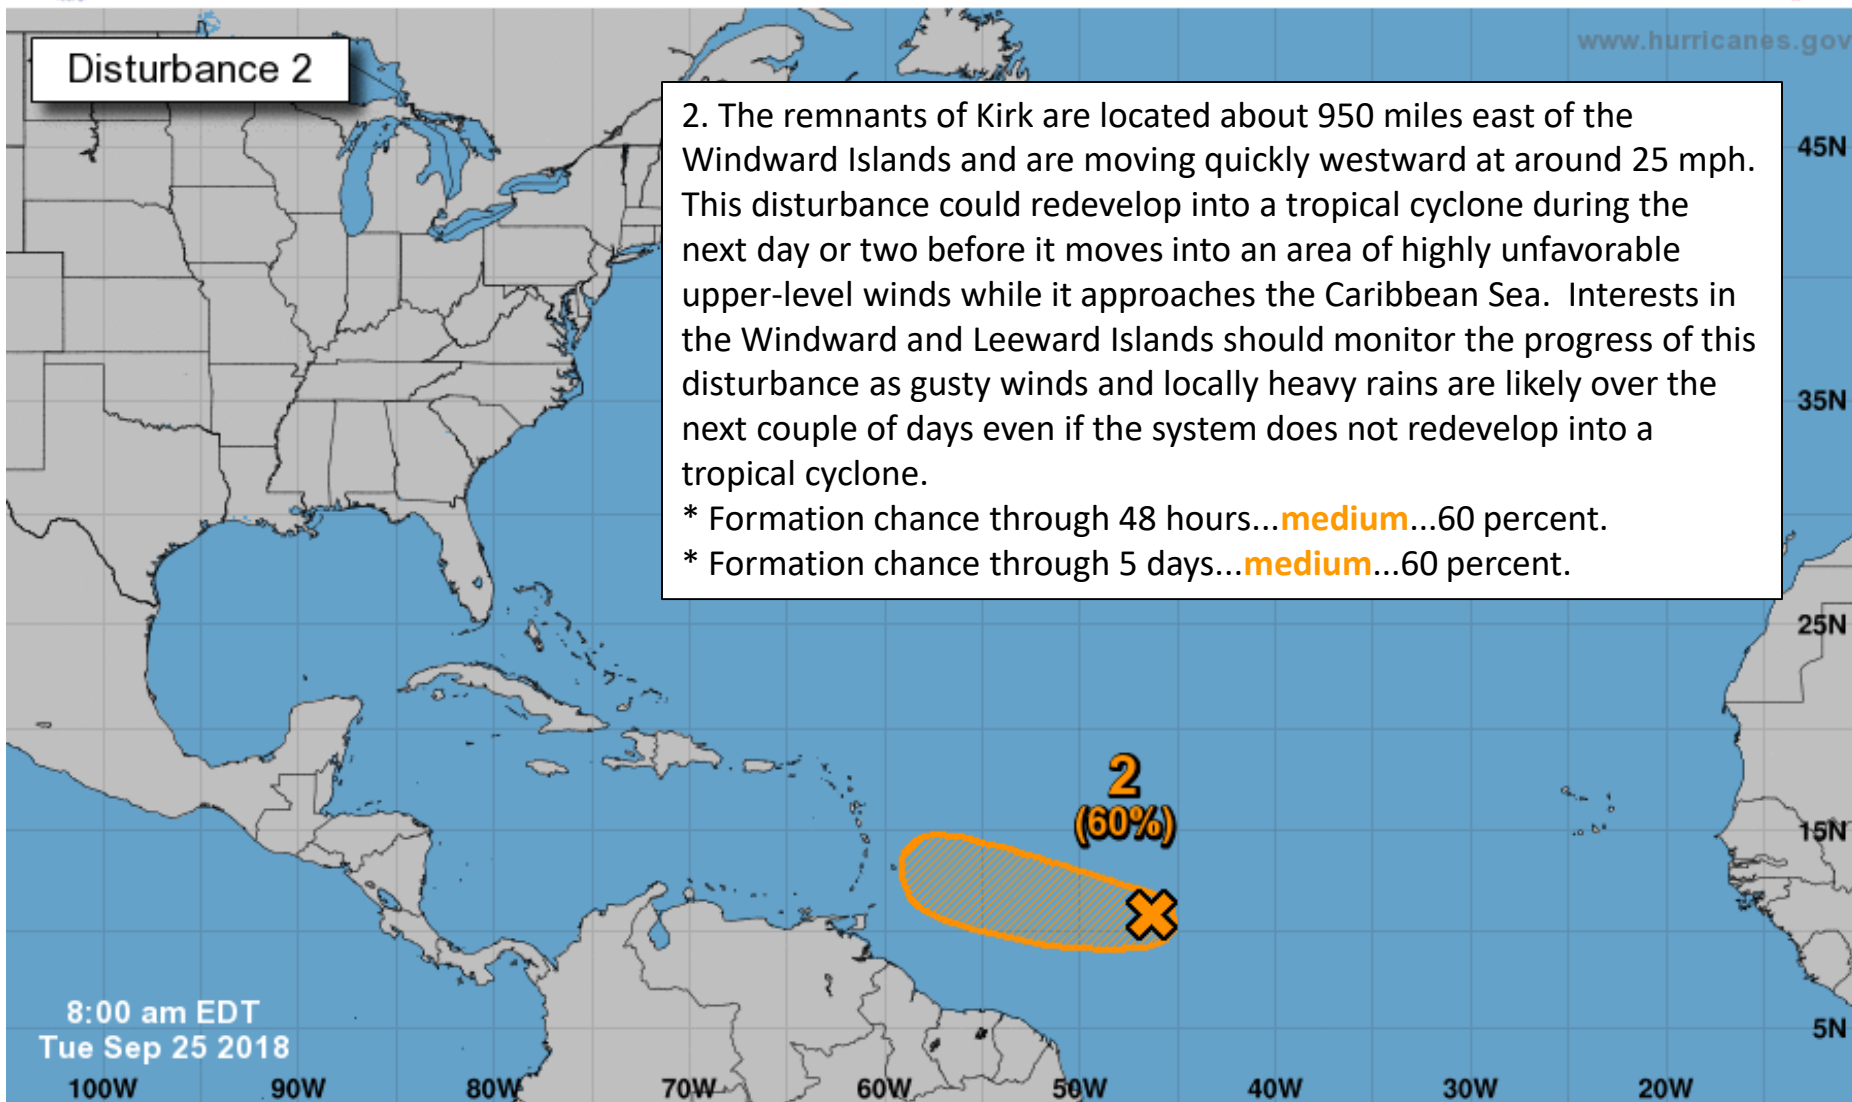 www.hurricanes.gov
Disturbance 2
2. The remnants of Kirk are located about 950 miles east of the
Windward Islands and are moving quickly westward at around 25 mph.
This disturbance could redevelop into a tropical cyclone during the
next day or two before it moves into an area of highly unfavorable
upper-level winds while it approaches the Caribbean Sea.  Interests in
the Windward and Leeward Islands should monitor the progress of this
disturbance as gusty winds and locally heavy rains are likely over the
next couple of days even if the system does not redevelop into a
tropical cyclone.
* Formation chance through 48 hours...medium...60 percent.
* Formation chance through 5 days...medium...60 percent.
45N
35N
25N
15N
5N
2
(60%)
8:00 am EDT
Tue Sep 25 2018
100W 90W 80W 70W 60W 50W 40W 30W 20W